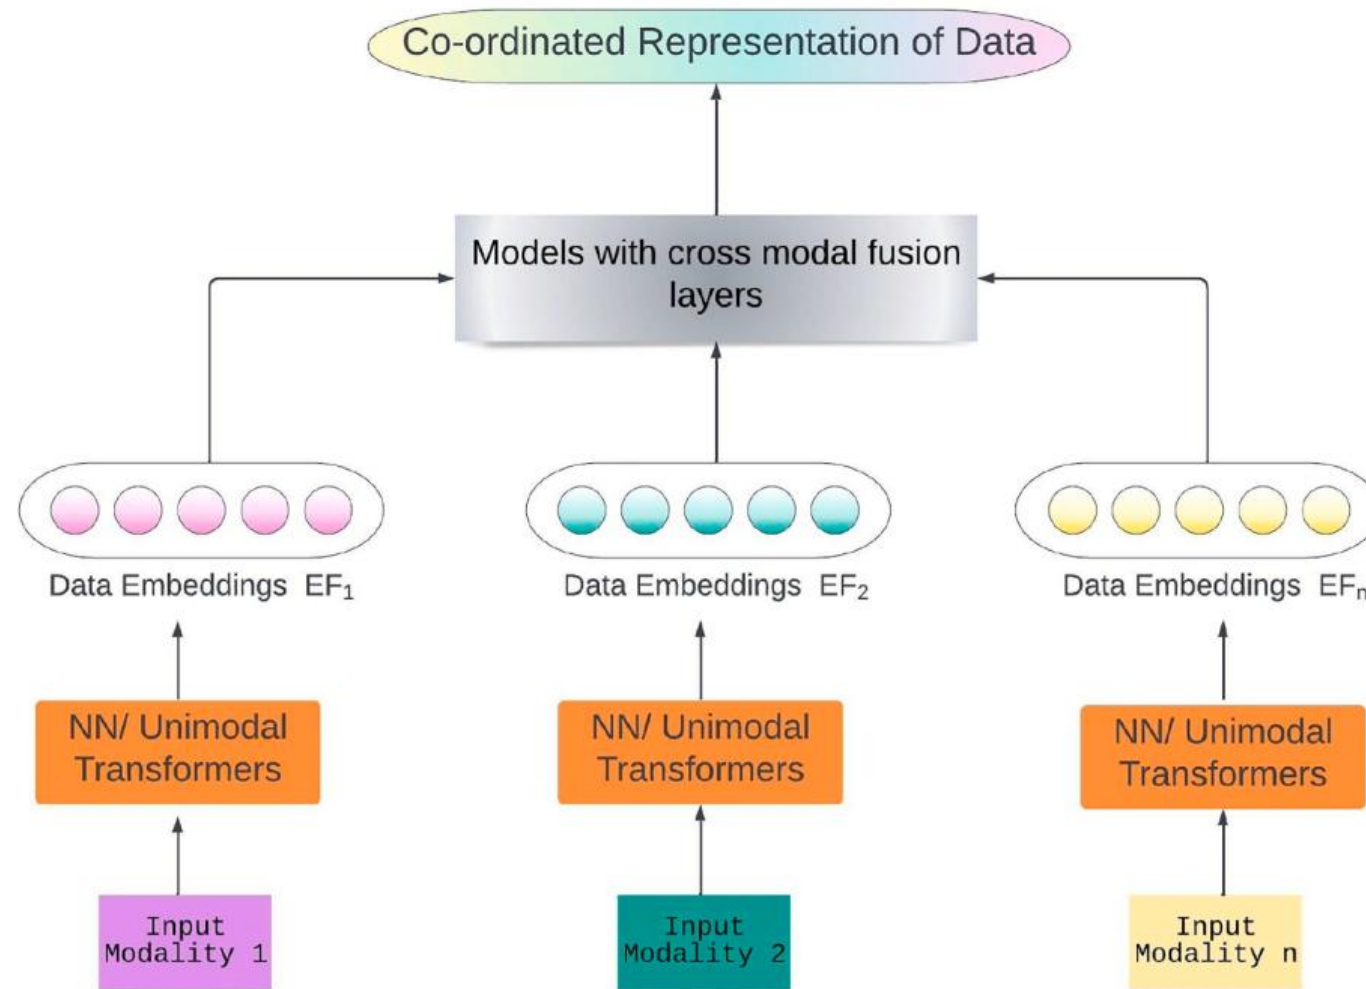 Co-ordinated Representation of Data
Models with cross modal fusion
layers
Data Embeddings EF₁
Data Embeddings EF₂
Data Embeddings EFₙ
NN/ Unimodal
Transformers
NN/ Unimodal
Transformers
NN/ Unimodal
Transformers
Input
Modality 1
Input
Modality 2
Input
Modality n